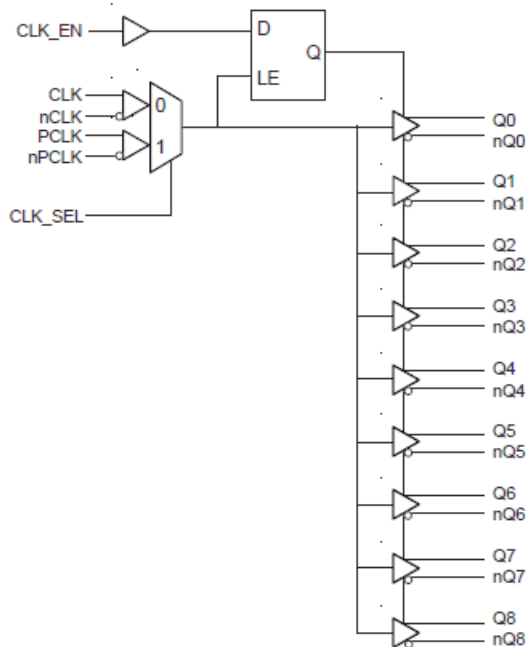 CLK_EN
D
Q
LE
CLK
nCLK
PCLK
nPCLK
0
1
CLK_SEL
Q0
nQ0
Q1
nQ1
Q2
nQ2
Q3
nQ3
Q4
nQ4
Q5
nQ5
Q6
nQ6
Q7
nQ7
Q8
nQ8